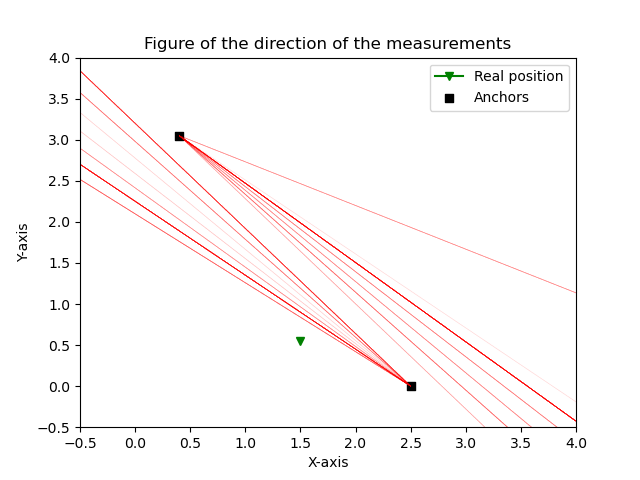 Figure of the direction of the measurements
Real position
Anchors
Y-axis
4.0
3.5
3.0
2.5
2.0
1.5
1.0
0.5
0.0
−0.5
−0.5 0.0 0.5 1.0 1.5 2.0 2.5 3.0 3.5 4.0
X-axis